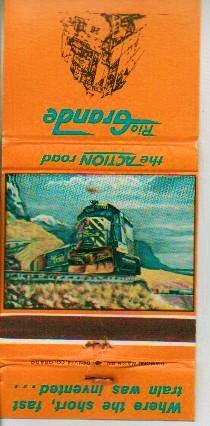 Rio
Grande
the ACTION road
Where the short, fast
train was invented...